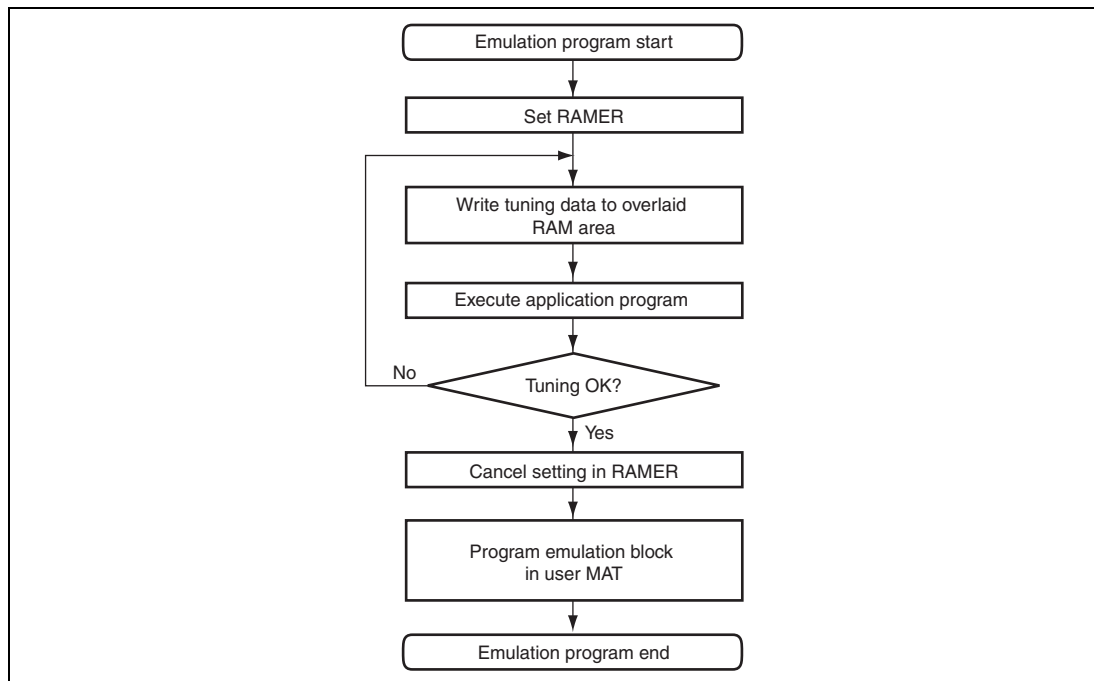 Emulation program start
Set RAMER
Write tuning data to overlaid
RAM area
Execute application program
No
Tuning OK?
Yes
Cancel setting in RAMER
Program emulation block
in user MAT
Emulation program end